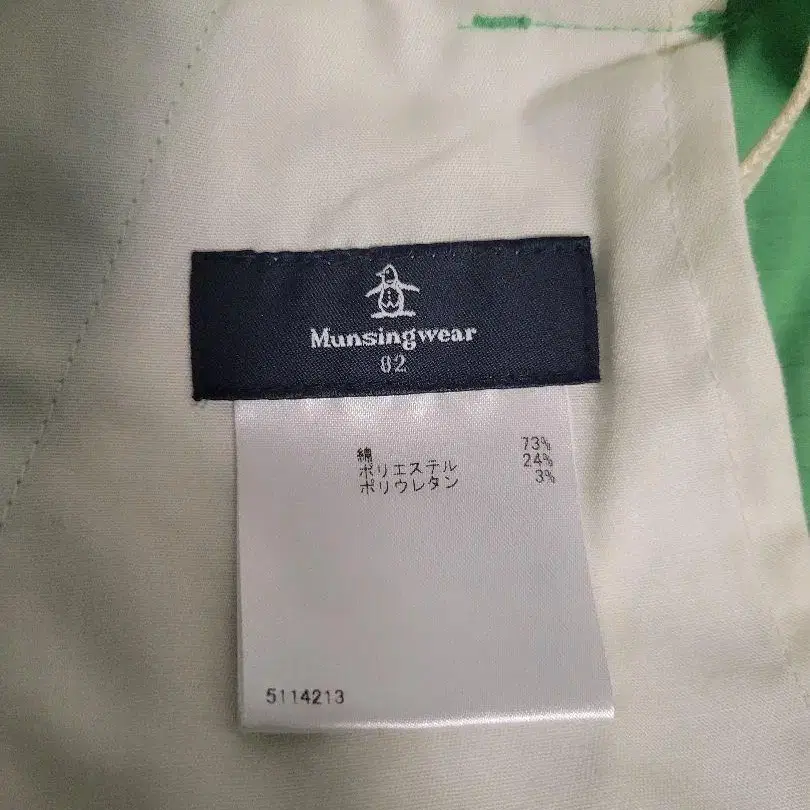 Munsingwear
82
綿 73%
ポリエステル 24%
ポリウレタン 3%
5114213